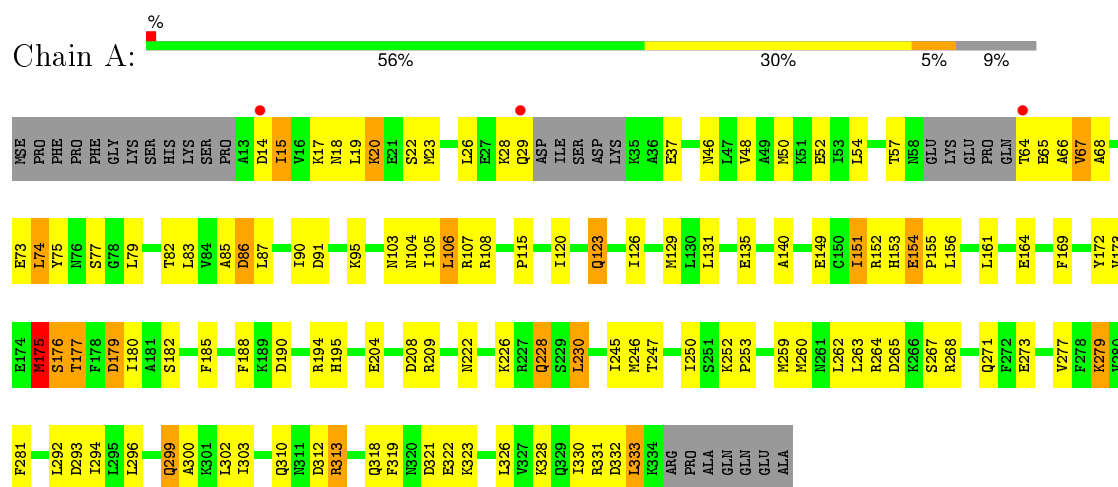 %
Chain A:
56% 30% 5% 9%
MSE PRO PHE PRO PHE GLY LYS SER HIS LYS SER PRO A13 D14 I15 V16 K17 N18 L19 K20 E21 S22 M23 L26 E27 K28 Q29 ASP ILE SER ASP LYS K35 A36 E37 N46 L47 V48 A49 M50 K51 E52 I53 L54 T57 N58 GLU LYS GLU PRO GLN T64 E65 A66 V67 A68
E73 L74 Y75 N76 S77 G78 L79 T82 L83 V84 A85 D86 L87 I90 D91 K95 N103 N104 I105 L106 R107 R108 P115 I120 Q123 I126 M129 L130 L131 E135 A140 E149 C150 I151 R152 H153 E154 P155 L156 L161 E164 F169 Y172 V173
E174 M175 S176 T177 F178 D179 I180 A181 S182 F185 F188 K189 D190 R194 H195 E204 D208 R209 N222 K226 R227 Q228 S229 L230 I245 M246 T247 I250 S251 K252 P253 M259 M260 N261 L262 L263 R264 D265 K266 S267 R268 Q271 F272 E273 V277 F278 K279 V280
F281 L292 D293 I294 L295 L296 Q299 A300 K301 L302 I303 Q310 N311 D312 R313 Q318 F319 N320 D321 E322 K323 L326 V327 K328 Q329 I330 R331 D332 L333 K334 ARG PRO ALA GLN GLN GLU ALA